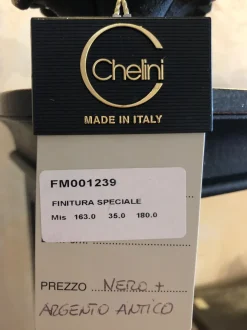 Chelini
MADE IN ITALY
FM001239
FINITURA SPECIALE
Mis 163.0 35.0 180.0
PREZZO NERO +
ARGENTO ANTICO